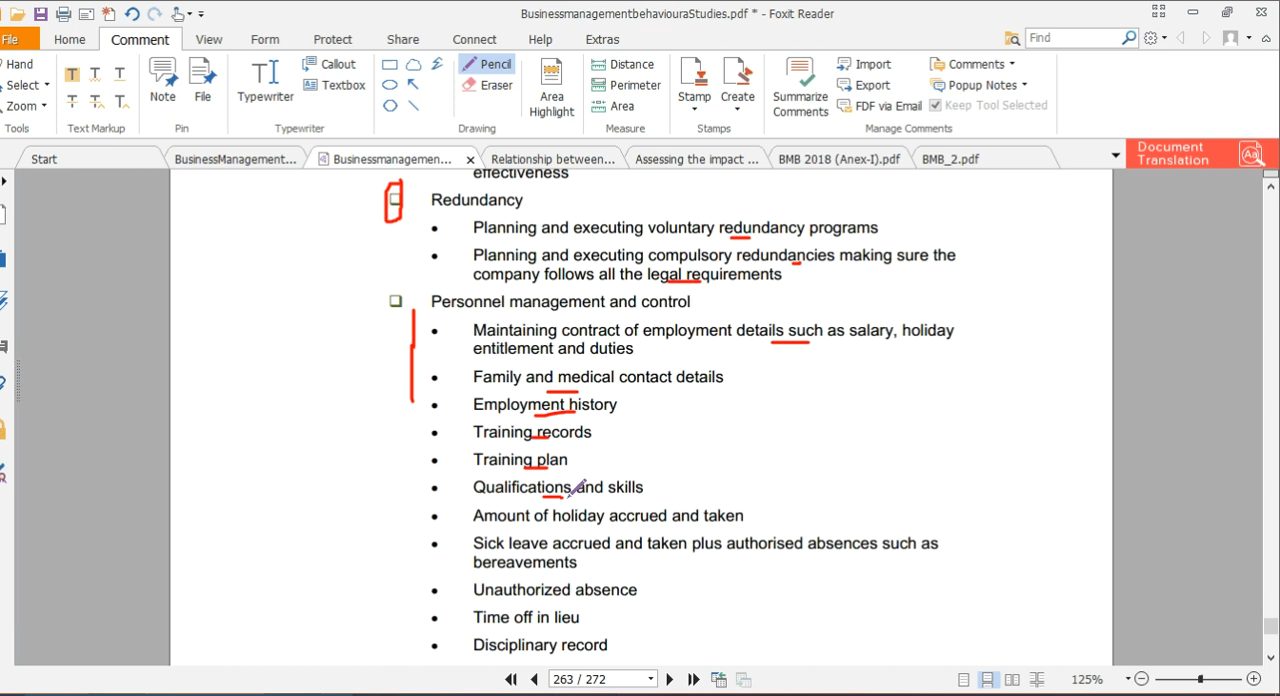 BusinessmanagementbehaviouraStudies.pdf * - Foxit Reader
File Home Comment View Form Protect Share Connect Help Extras Find
Hand
Select
Zoom
Tools
Text Markup
Note
File
Pin
Typewriter
Callout
Textbox
Typewriter
Pencil
Eraser
Area
Highlight
Drawing
Distance
Perimeter
Area
Measure
Stamp
Create
Stamps
Summarize
Comments
Import
Export
FDF via Email
Comments
Popup Notes
Keep Tool Selected
Manage Comments
Start BusinessManagement... Businessmanagemen... Relationship between... Assessing the impact ... BMB 2018 (Anex-I).pdf BMB_2.pdf
Document
Translation
effectiveness
Redundancy
• Planning and executing voluntary redundancy programs
• Planning and executing compulsory redundancies making sure the
company follows all the legal requirements
Personnel management and control
• Maintaining contract of employment details such as salary, holiday
entitlement and duties
• Family and medical contact details
• Employment history
• Training records
• Training plan
• Qualifications and skills
• Amount of holiday accrued and taken
• Sick leave accrued and taken plus authorised absences such as
bereavements
• Unauthorized absence
• Time off in lieu
• Disciplinary record
263 / 272
125%